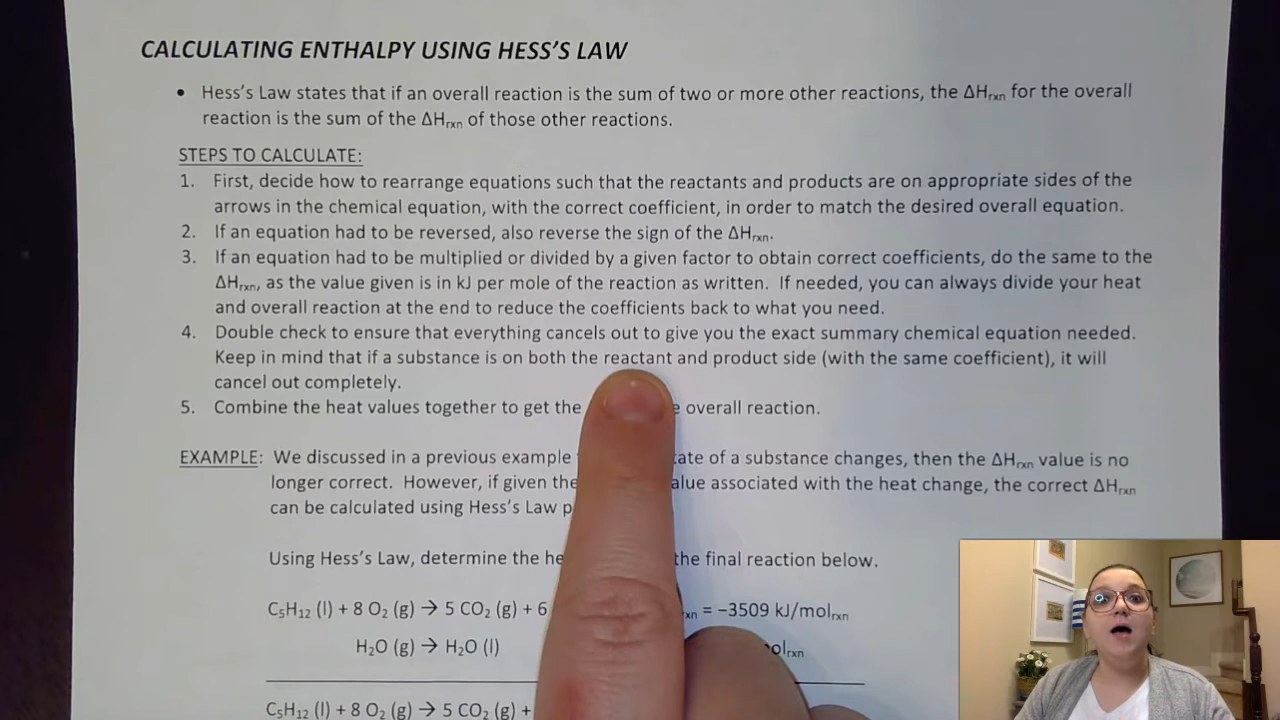 CALCULATING ENTHALPY USING HESS'S LAW
• Hess's Law states that if an overall reaction is the sum of two or more other reactions, the ΔHrxn for the overall
reaction is the sum of the ΔHrxn of those other reactions.
STEPS TO CALCULATE:
1. First, decide how to rearrange equations such that the reactants and products are on appropriate sides of the
arrows in the chemical equation, with the correct coefficient, in order to match the desired overall equation.
2. If an equation had to be reversed, also reverse the sign of the ΔHrxn.
3. If an equation had to be multiplied or divided by a given factor to obtain correct coefficients, do the same to the
ΔHrxn, as the value given is in kJ per mole of the reaction as written. If needed, you can always divide your heat
and overall reaction at the end to reduce the coefficients back to what you need.
4. Double check to ensure that everything cancels out to give you the exact summary chemical equation needed.
Keep in mind that if a substance is on both the reactant and product side (with the same coefficient), it will
cancel out completely.
5. Combine the heat values together to get the overall reaction.
EXAMPLE: We discussed in a previous example of a substance changes, then the ΔHrxn value is no
longer correct. However, if given the associated with the heat change, the correct ΔHrxn
can be calculated using Hess's Law
Using Hess's Law, determine the the final reaction below.
C₅H₁₂ (l) + 8 O₂ (g) → 5 CO₂ (g) + 6 = −3509 kJ/molrxn
H₂O (g) → H₂O (l)
C₅H₁₂ (l) + 8 O₂ (g) → 5 CO₂ (g) +